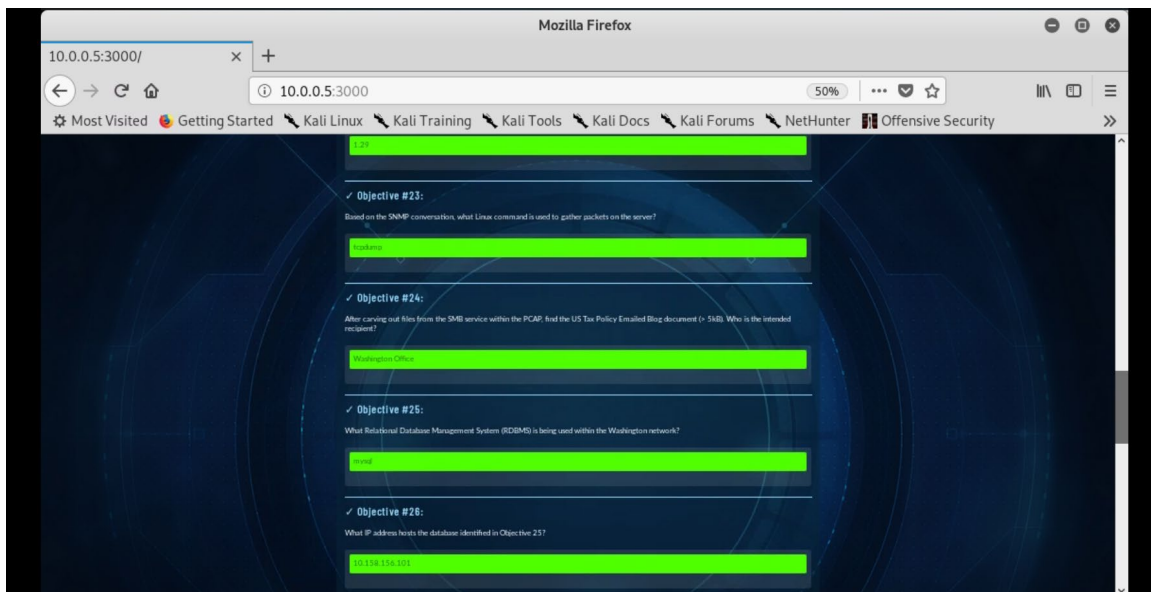 Mozilla Firefox
10.0.0.5:3000/
10.0.0.5:3000
50%
Most Visited Getting Started Kali Linux Kali Training Kali Tools Kali Docs Kali Forums NetHunter Offensive Security
1.29
✓ Objective #23:
Based on the SNMP conversation, what Linux command is used to gather packets on the server?
tcpdump
✓ Objective #24:
After carving out files from the SMB service within the PCAP, find the US Tax Policy Emailed Blog document (> 5kB). Who is the intended
recipient?
Washington Office
✓ Objective #25:
What Relational Database Management System (RDBMS) is being used within the Washington network?
mysql
✓ Objective #26:
What IP address hosts the database identified in Objective 25?
10.158.156.101